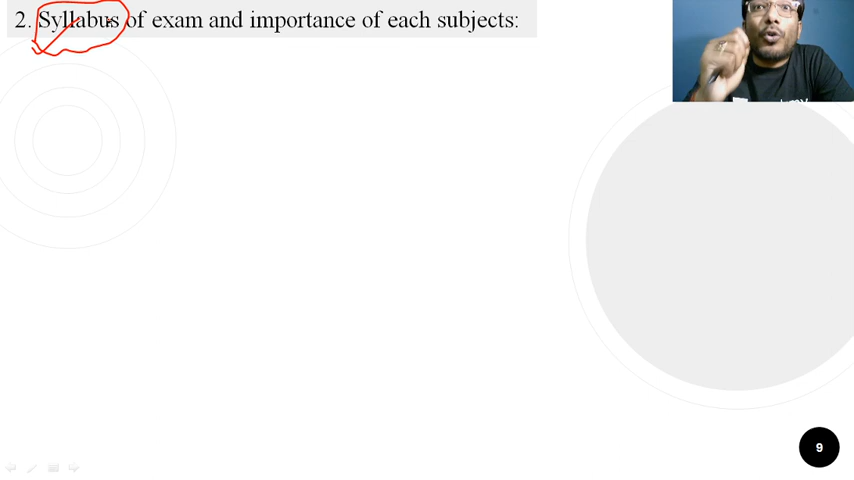 2. Syllabus of exam and importance of each subjects:
9